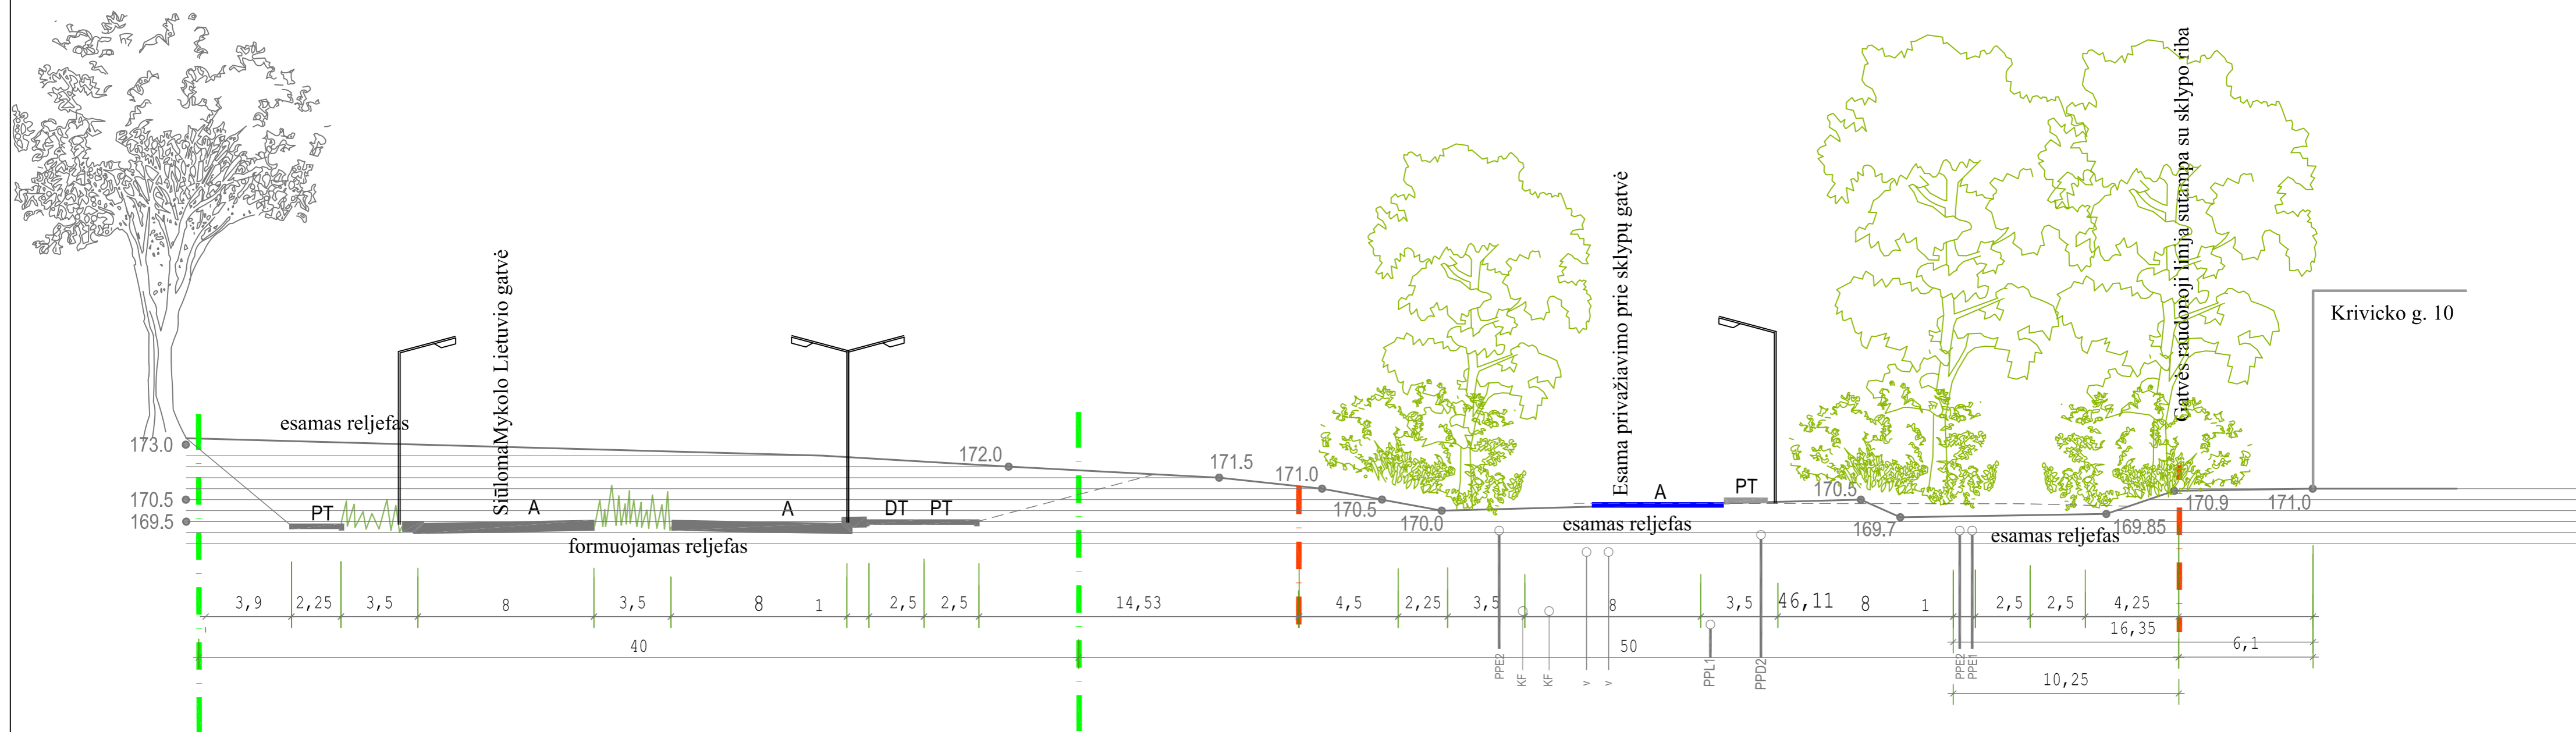 Gatvės raudonoji linija sutampa su sklypo riba
Esama privažiavimo prie sklypų gatvė
SiūlomaMykolo Lietuvio gatvė
Krivicko g. 10
esamas reljefas
173.0
172.0
171.5
171.0
170.5
170.0
170.5
169.5
PT
A
A
DT
PT
formuojamas reljefas
A
PT
esamas reljefas
170.5
169.7
esamas reljefas
169.85
170.9
171.0
3,9
2,25
3,5
8
3,5
8
1
2,5
2,5
14,53
4,5
2,25
3,5
8
3,5
46,11
8
1
2,5
2,5
4,25
16,35
40
50
6,1
10,25
PPE2
KF
KF
v
v
PPL1
PPD2
PPE2
PPE1